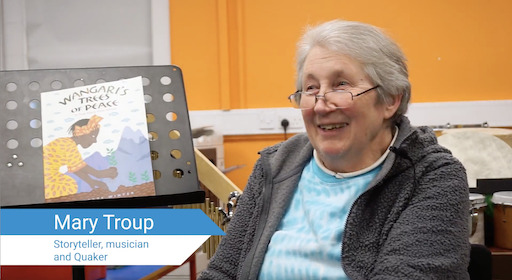 WANGARI'S
TREES
OF PEACE
Mary Troup
Storyteller, musician
and Quaker